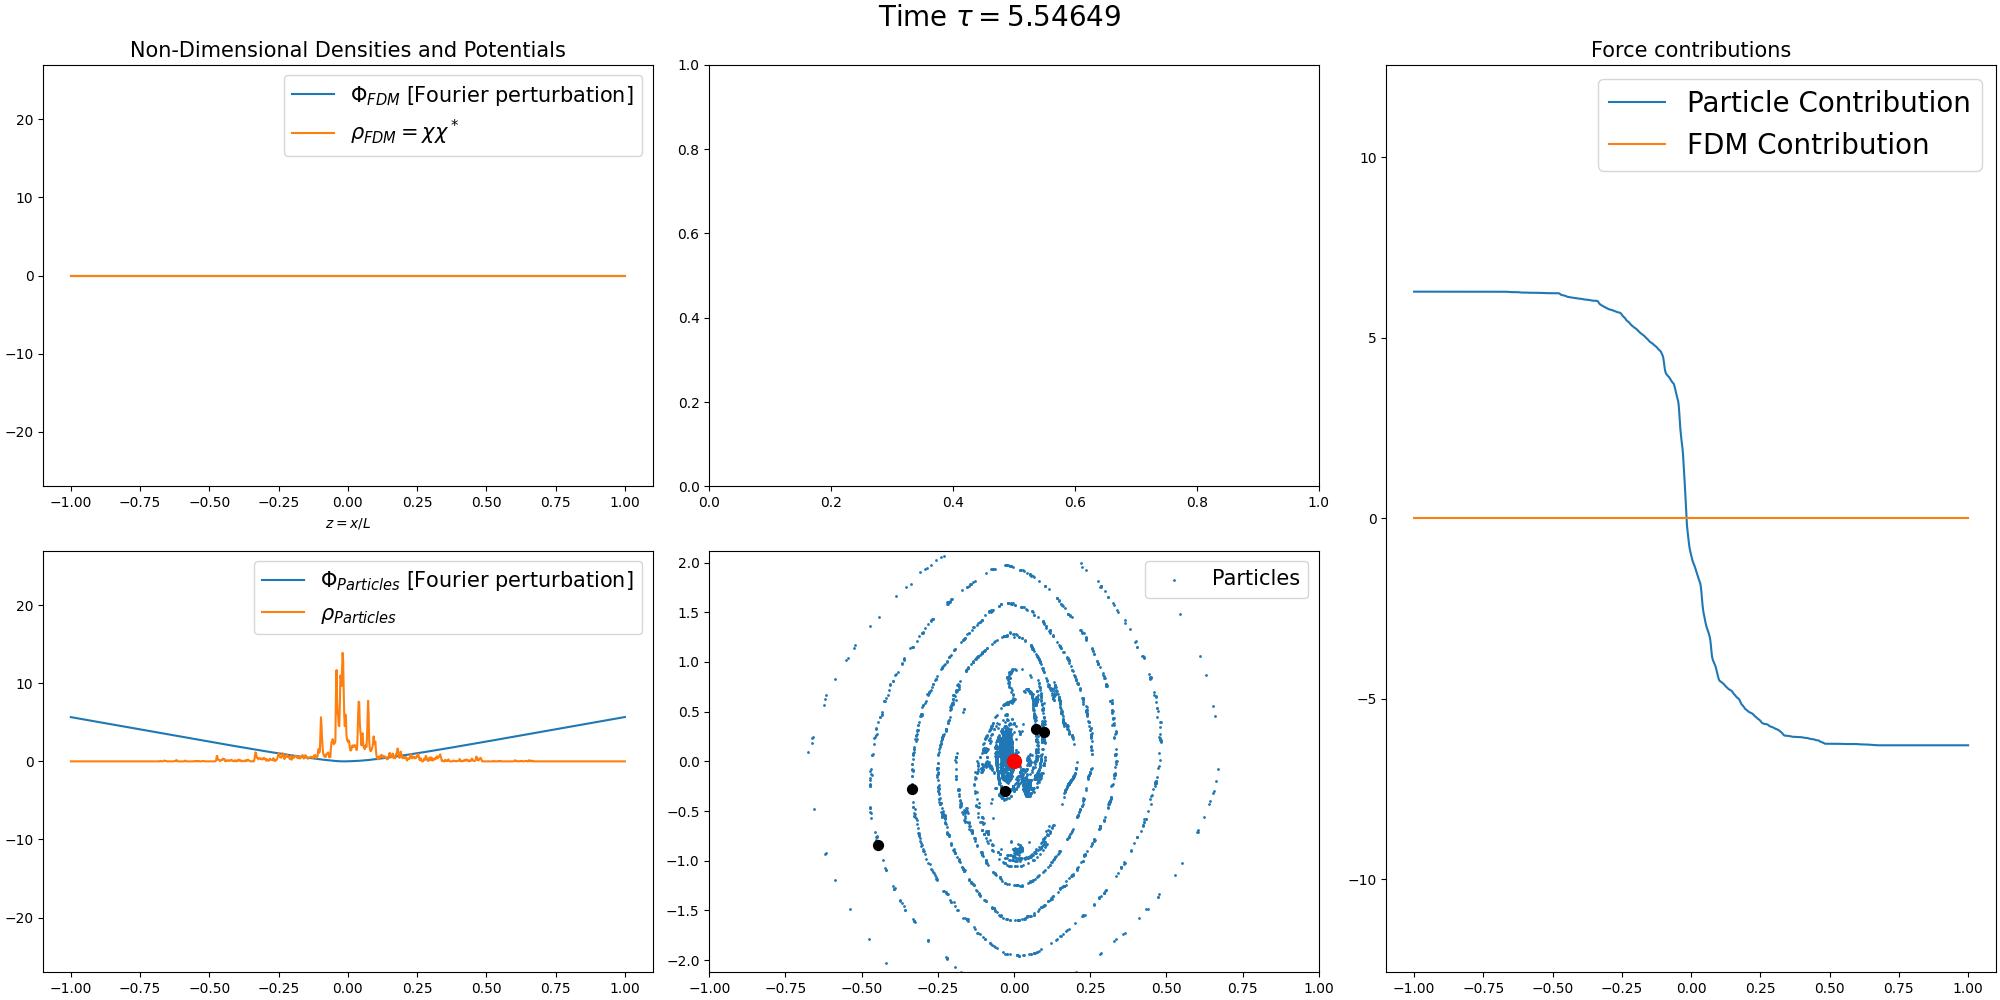 Time τ = 5.54649
Non-Dimensional Densities and Potentials
Φ_FDM [Fourier perturbation]
ρ_FDM = χχ*
20
10
0
−10
−20
−1.00 −0.75 −0.50 −0.25 0.00 0.25 0.50 0.75 1.00
z = x/L
1.0
0.8
0.6
0.4
0.2
0.0
0.0 0.2 0.4 0.6 0.8 1.0
Force contributions
Particle Contribution
FDM Contribution
10
5
0
−5
−10
−1.00 −0.75 −0.50 −0.25 0.00 0.25 0.50 0.75 1.00
Φ_Particles [Fourier perturbation]
ρ_Particles
20
10
0
−10
−20
−1.00 −0.75 −0.50 −0.25 0.00 0.25 0.50 0.75 1.00
Particles
2.0
1.5
1.0
0.5
0.0
−0.5
−1.0
−1.5
−2.0
−1.00 −0.75 −0.50 −0.25 0.00 0.25 0.50 0.75 1.00